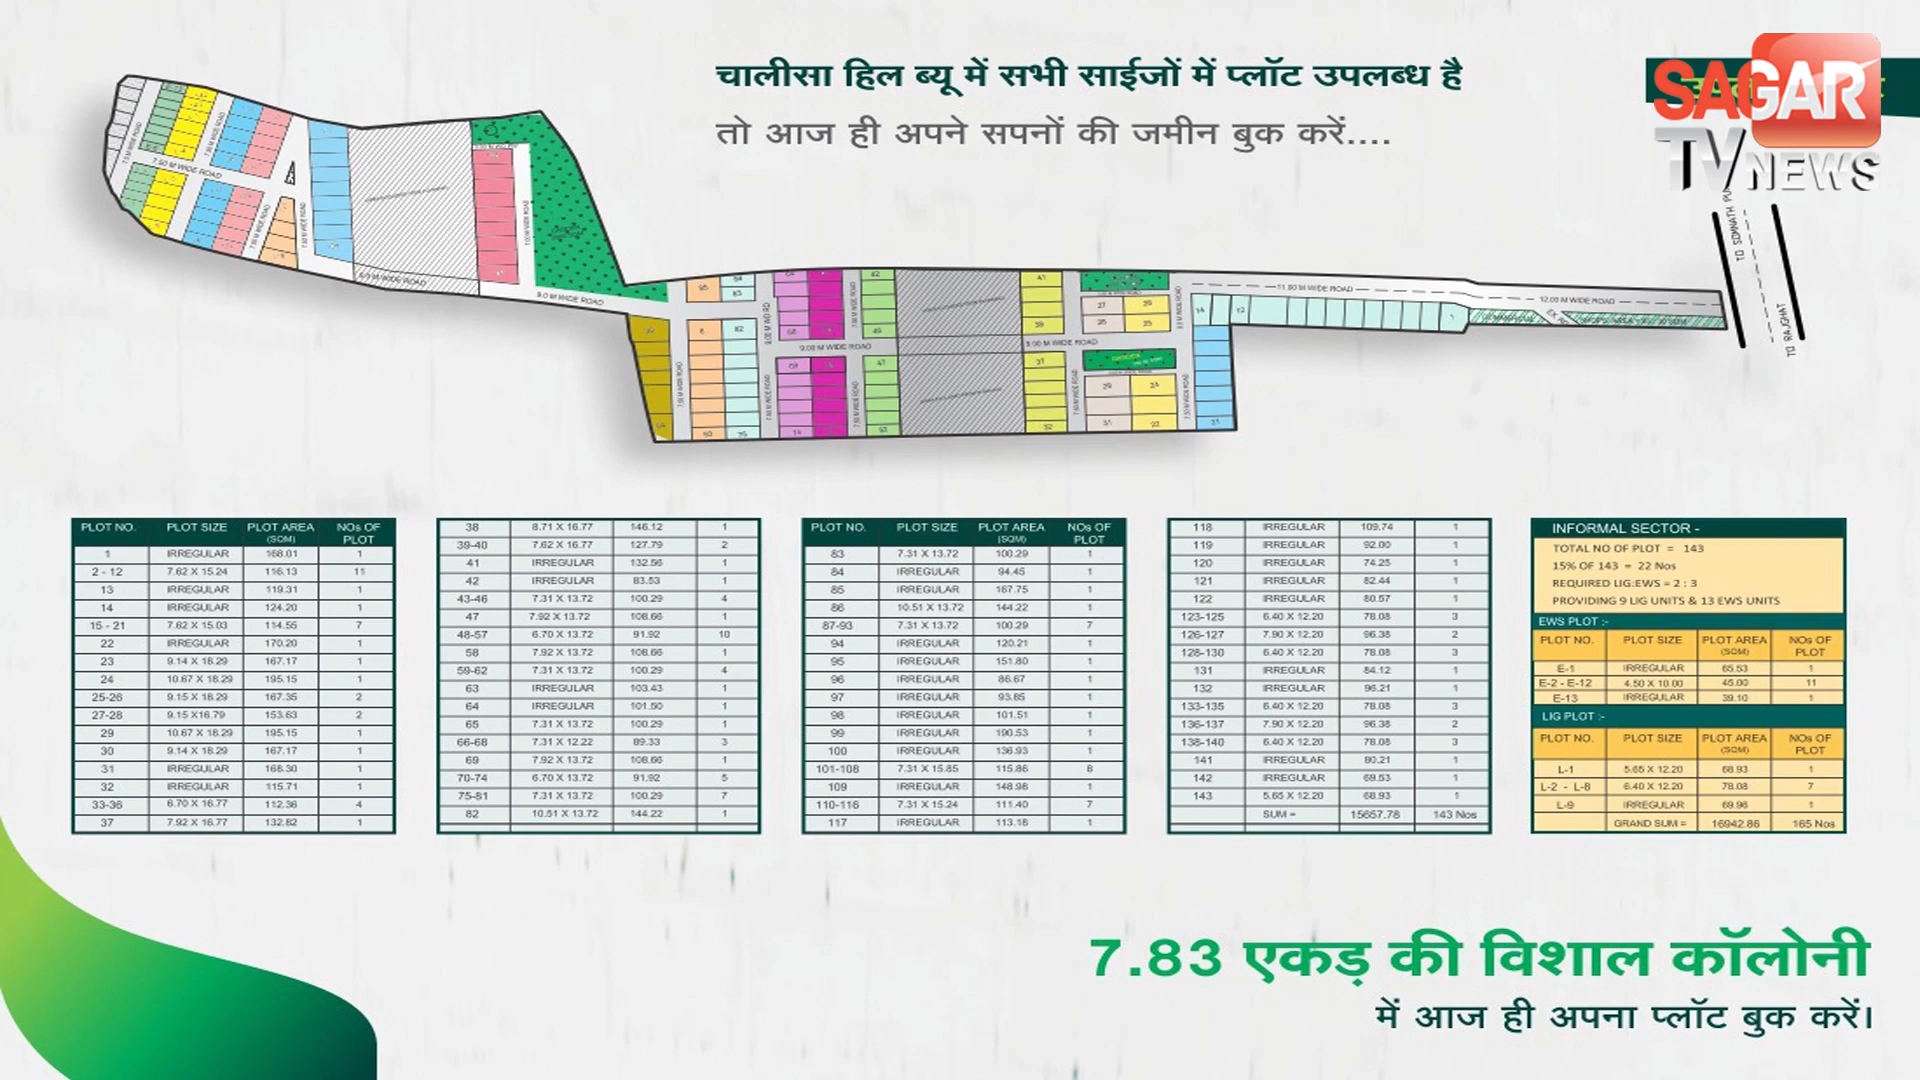 चालीसा हिल ब्यू में सभी साईजों में प्लॉट उपलब्ध है
तो आज ही अपने सपनों की जमीन बुक करें....
SAGAR
TV NEWS
7.50 M WIDE ROAD
9.0 M WIDE ROAD
9.0 M WIDE ROAD
9.00 M WIDE ROAD
9.00 M WIDE ROAD
11.80 M WIDE ROAD
12.00 M WIDE ROAD
TO RAJGHAT
PLOT NO. PLOT SIZE PLOT AREA (SQM) NOs OF PLOT
1 IRREGULAR 168.01 1
2 - 12 7.62 X 15.24 116.13 11
13 IRREGULAR 119.31 1
14 IRREGULAR 124.20 1
15 - 21 7.62 X 15.03 114.55 7
22 IRREGULAR 170.20 1
23 9.14 X 18.29 167.17 1
24 10.67 X 18.29 195.15 1
25-26 9.15 X 18.29 167.35 2
27-28 9.15 X16.79 153.63 2
29 10.67 X 18.29 195.15 1
30 9.14 X 18.29 167.17 1
31 IRREGULAR 168.30 1
32 IRREGULAR 115.71 1
33-36 6.70 X 16.77 112.36 4
37 7.92 X 16.77 132.82 1
38 8.71 X 16.77 146.12 1
39-40 7.62 X 16.77 127.79 2
41 IRREGULAR 132.56 1
42 IRREGULAR 83.53 1
43-46 7.31 X 13.72 100.29 4
47 7.92 X 13.72 108.66 1
48-57 6.70 X 13.72 91.92 10
58 7.92 X 13.72 108.66 1
59-62 7.31 X 13.72 100.29 4
63 IRREGULAR 103.43 1
64 IRREGULAR 101.50 1
65 7.31 X 13.72 100.29 1
66-68 7.31 X 12.22 89.33 3
69 7.92 X 13.72 108.66 1
70-74 6.70 X 13.72 91.92 5
75-81 7.31 X 13.72 100.29 7
82 10.51 X 13.72 144.22 1
PLOT NO. PLOT SIZE PLOT AREA (SQM) NOs OF PLOT
83 7.31 X 13.72 100.29 1
84 IRREGULAR 94.45 1
85 IRREGULAR 167.75 1
86 10.51 X 13.72 144.22 1
87-93 7.31 X 13.72 100.29 7
94 IRREGULAR 120.21 1
95 IRREGULAR 151.80 1
96 IRREGULAR 86.67 1
97 IRREGULAR 93.85 1
98 IRREGULAR 101.51 1
99 IRREGULAR 190.53 1
100 IRREGULAR 136.93 1
101-108 7.31 X 15.85 115.86 8
109 IRREGULAR 148.98 1
110-116 7.31 X 15.24 111.40 7
117 IRREGULAR 113.18 1
118 IRREGULAR 109.74 1
119 IRREGULAR 92.00 1
120 IRREGULAR 74.25 1
121 IRREGULAR 82.44 1
122 IRREGULAR 80.57 1
123-125 6.40 X 12.20 78.08 3
126-127 7.90 X 12.20 96.38 2
128-130 6.40 X 12.20 78.08 3
131 IRREGULAR 84.12 1
132 IRREGULAR 96.21 1
133-135 6.40 X 12.20 78.08 3
136-137 7.90 X 12.20 96.38 2
138-140 6.40 X 12.20 78.08 3
141 IRREGULAR 80.21 1
142 IRREGULAR 69.53 1
143 5.65 X 12.20 68.93 1
SUM = 15657.78 143 Nos
INFORMAL SECTOR -
TOTAL NO OF PLOT = 143
15% OF 143 = 22 Nos
REQUIRED LIG:EWS = 2 : 3
PROVIDING 9 LIG UNITS & 13 EWS UNITS
EWS PLOT :-
PLOT NO. PLOT SIZE PLOT AREA (SQM) NOs OF PLOT
E-1 IRREGULAR 65.53 1
E-2 - E-12 4.50 X 10.00 45.00 11
E-13 IRREGULAR 39.10 1
LIG PLOT :-
PLOT NO. PLOT SIZE PLOT AREA (SQM) NOs OF PLOT
L-1 5.65 X 12.20 68.93 1
L-2 - L-8 6.40 X 12.20 78.08 7
L-9 IRREGULAR 69.96 1
GRAND SUM = 16942.86 165 Nos
7.83 एकड़ की विशाल कॉलोनी
में आज ही अपना प्लॉट बुक करें।